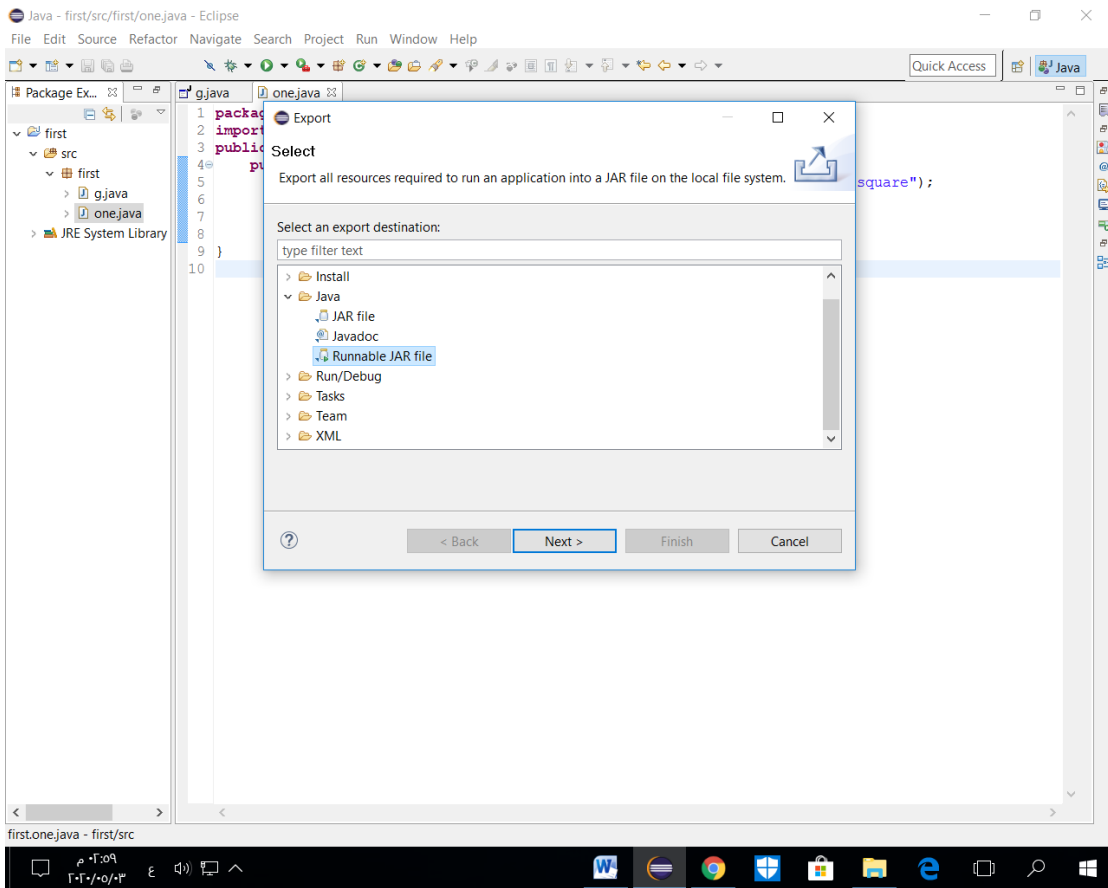 Java - first/src/first/one.java - Eclipse
File Edit Source Refactor Navigate Search Project Run Window Help
Quick Access
Java
Package Ex...
g.java
one.java
first
src
first
g.java
one.java
JRE System Library
1 packag
2 import
3 public
4 pu
5 square");
6
7
8
9 }
10
Export
Select
Export all resources required to run an application into a JAR file on the local file system.
Select an export destination:
type filter text
Install
Java
JAR file
Javadoc
Runnable JAR file
Run/Debug
Tasks
Team
XML
< Back
Next >
Finish
Cancel
first.one.java - first/src
٠٢:٥٩ م
ع
٢٠٢٠/٠٥/٠٣